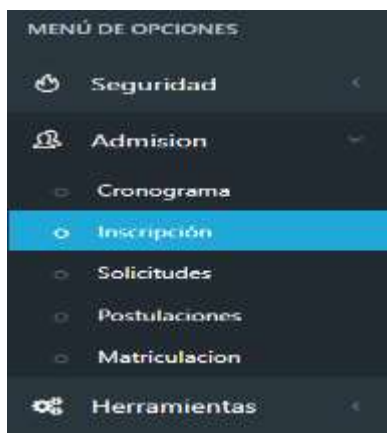 MENÚ DE OPCIONES
Seguridad
Admision
Cronograma
Inscripción
Solicitudes
Postulaciones
Matriculacion
Herramientas